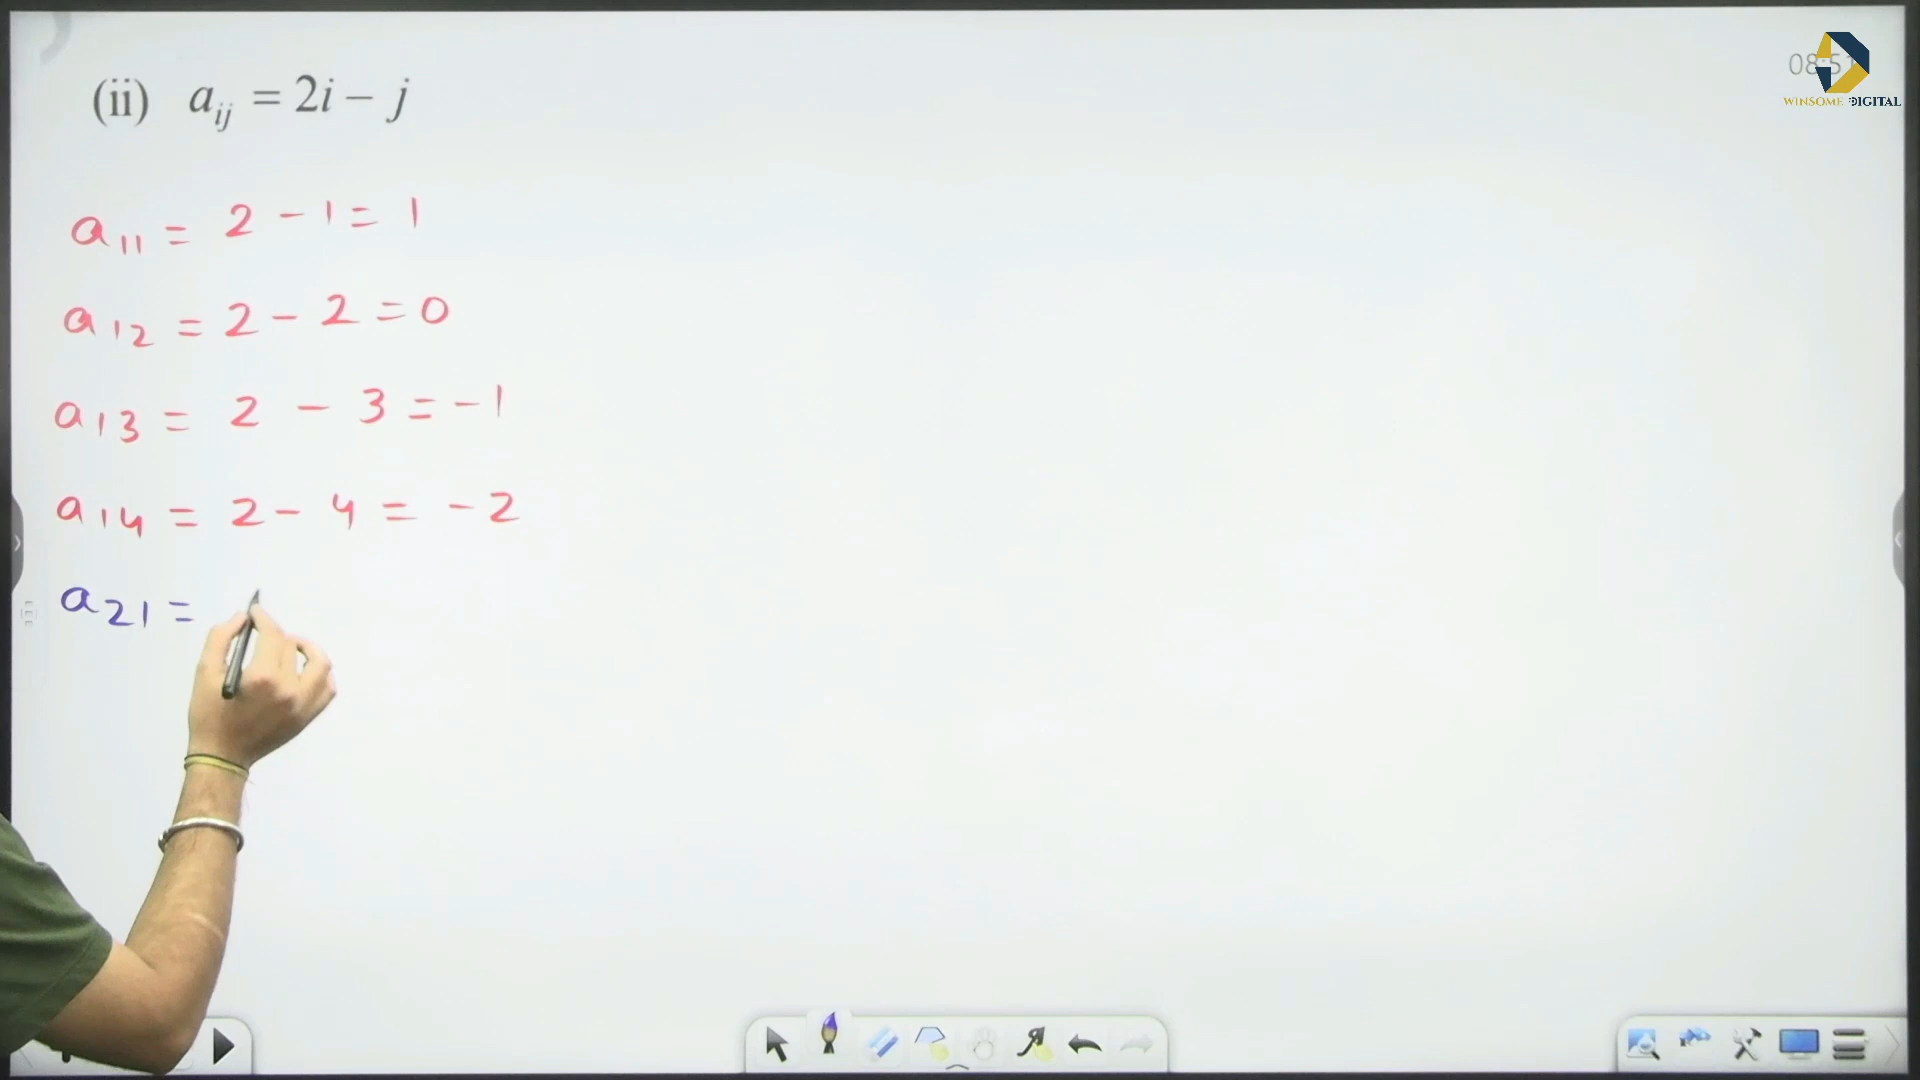 (ii) aij = 2i − j
WINSOME DIGITAL
a11 = 2 - 1 = 1
a12 = 2 - 2 = 0
a13 = 2 - 3 = -1
a14 = 2 - 4 = -2
a21 =